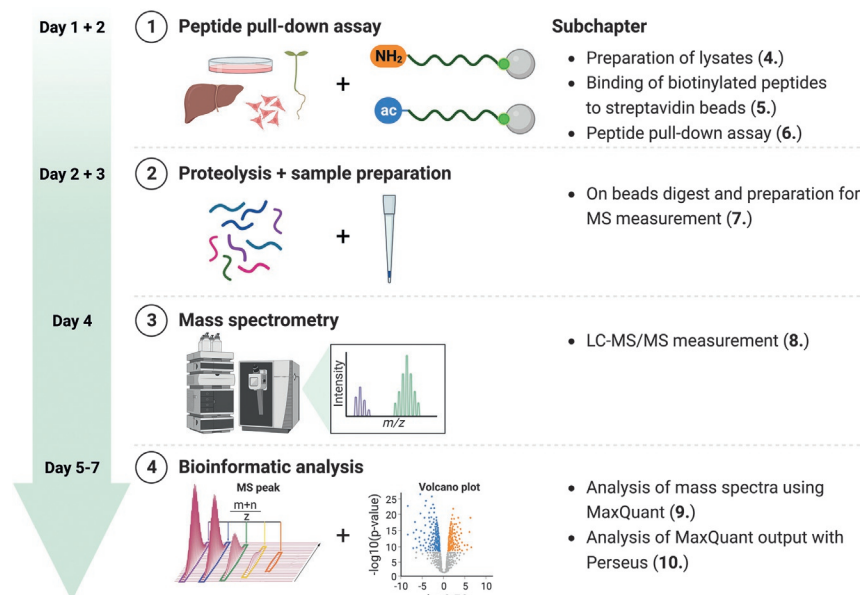 Day 1 + 2
1 Peptide pull-down assay
NH2
+
ac
Subchapter
• Preparation of lysates (4.)
• Binding of biotinylated peptides
to streptavidin beads (5.)
• Peptide pull-down assay (6.)
Day 2 + 3
2 Proteolysis + sample preparation
+
• On beads digest and preparation for
MS measurement (7.)
Day 4
3 Mass spectrometry
Intensity
m/z
• LC-MS/MS measurement (8.)
Day 5-7
4 Bioinformatic analysis
MS peak
m+n
z
+
Volcano plot
-log10(p-value)
25
20
15
10
5
0
-10 -5 0 5 10
• Analysis of mass spectra using
MaxQuant (9.)
• Analysis of MaxQuant output with
Perseus (10.)